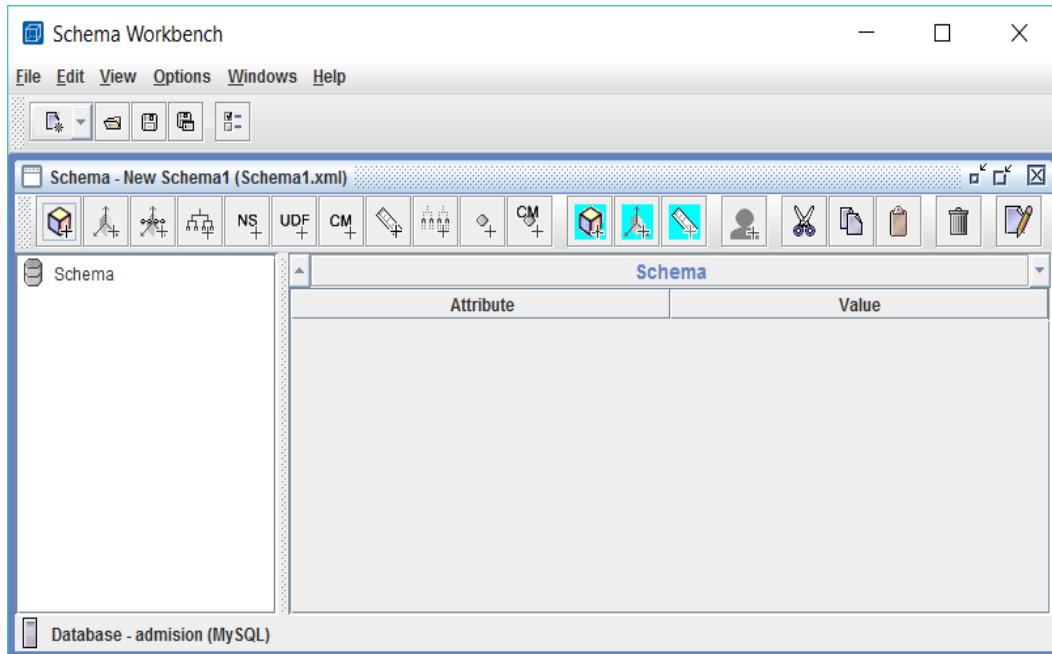 Schema Workbench
File Edit View Options Windows Help
Schema - New Schema1 (Schema1.xml)
NS UDF CM CM
Schema
Schema
Attribute Value
Database - admision (MySQL)